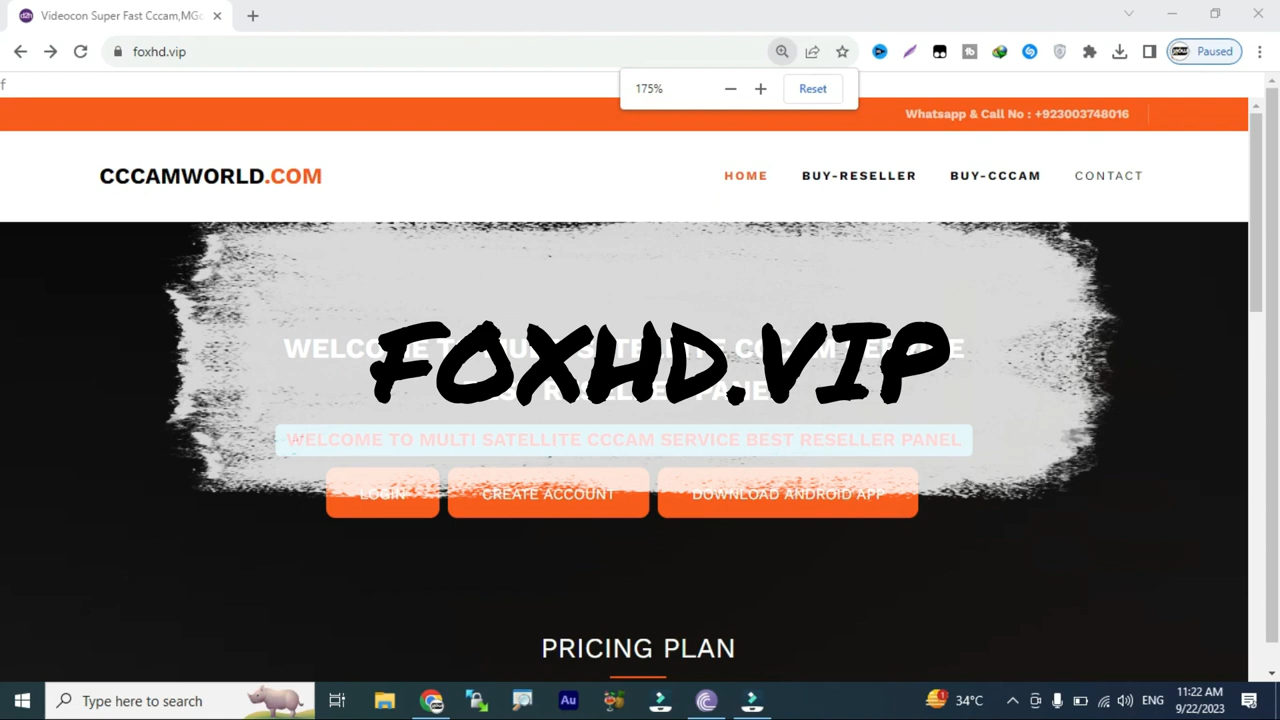 Videocon Super Fast Cccam,MGc
foxhd.vip
Paused
f
175%
Reset
Whatsapp & Call No : +923003748016
CCCAMWORLD.COM
HOME
BUY-RESELLER
BUY-CCCAM
CONTACT
FOXHD.VIP
WELCOME TO MULTI SATELLITE CCCAM SERVICE
BEST RESELLER PANEL
WELCOME TO MULTI SATELLITE CCCAM SERVICE BEST RESELLER PANEL
LOGIN
CREATE ACCOUNT
DOWNLOAD ANDROID APP
PRICING PLAN
Type here to search
34°C
ENG
11:22 AM
9/22/2023